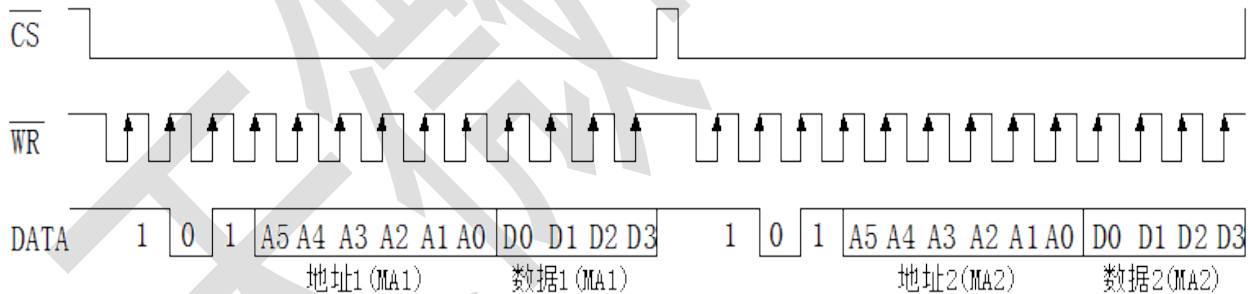 CS
WR
DATA 1 0 1 A5 A4 A3 A2 A1 A0 D0 D1 D2 D3 1 0 1 A5 A4 A3 A2 A1 A0 D0 D1 D2 D3
地址1(MA1) 数据1(MA1) 地址2(MA2) 数据2(MA2)